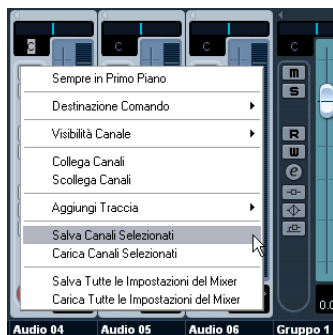 C C C C
Sempre in Primo Piano
Destinazione Comando
Visibilità Canale
Collega Canali
Scollega Canali
Aggiungi Traccia
Salva Canali Selezionati
Carica Canali Selezionati
Salva Tutte le Impostazioni del Mixer
Carica Tutte le Impostazioni del Mixer
m
S
R
W
e
0.0
Audio 04 Audio 05 Audio 06 Gruppo 1